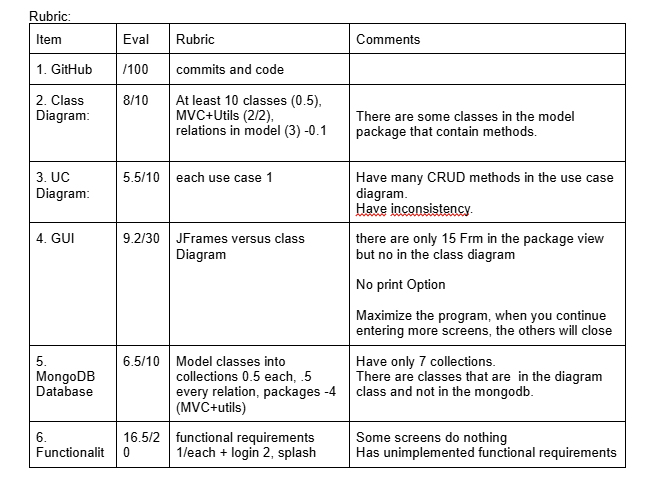 Rubric:
Item Eval Rubric Comments
1. GitHub /100 commits and code
2. Class
Diagram:
8/10
At least 10 classes (0.5),
MVC+Utils (2/2),
relations in model (3) -0.1
There are some classes in the model
package that contain methods.
3. UC
Diagram:
5.5/10
each use case 1
Have many CRUD methods in the use case
diagram.
Have inconsistency.
4. GUI
9.2/30
JFrames versus class
Diagram
there are only 15 Frm in the package view
but no in the class diagram
No print Option
Maximize the program, when you continue
entering more screens, the others will close
5.
MongoDB
Database
6.5/10
Model classes into
collections 0.5 each, .5
every relation, packages -4
(MVC+utils)
Have only 7 collections.
There are classes that are in the diagram
class and not in the mongodb.
6.
Functionalit
16.5/2
0
functional requirements
1/each + login 2, splash
Some screens do nothing
Has unimplemented functional requirements